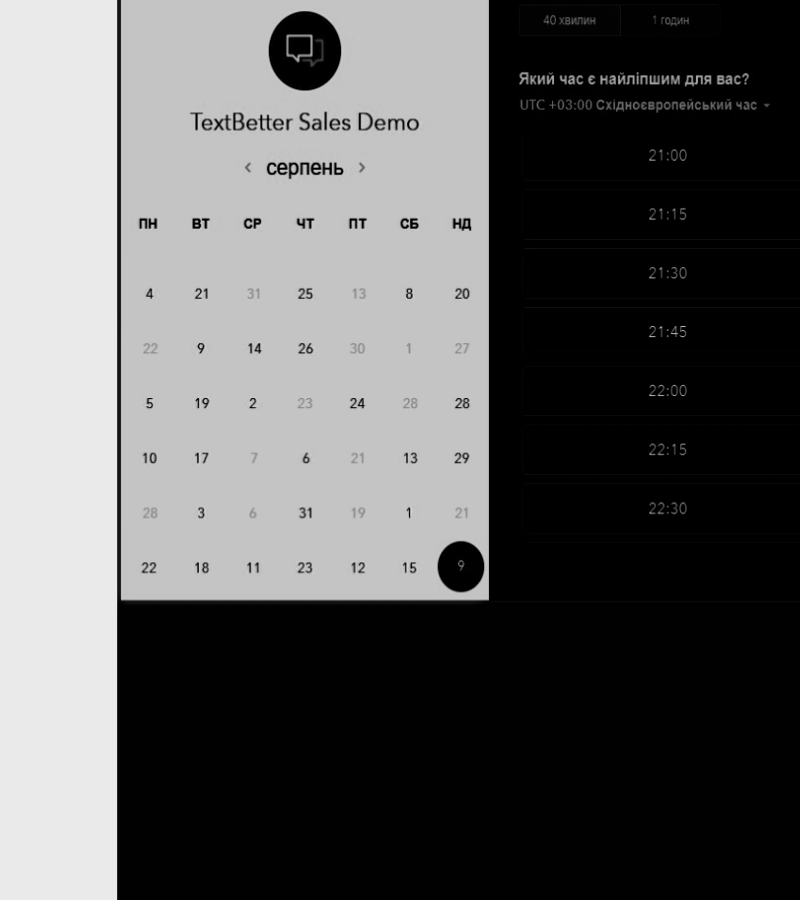 TextBetter Sales Demo
серпень
ПН ВТ СР ЧТ ПТ СБ НД
4 21 31 25 13 8 20
22 9 14 26 30 1 27
5 19 2 23 24 28 28
10 17 7 6 21 13 29
28 3 6 31 19 1 21
22 18 11 23 12 15 9
40 хвилин 1 годин
Який час є найліпшим для вас?
UTC +03:00 Східноєвропейський час
21:00
21:15
21:30
21:45
22:00
22:15
22:30